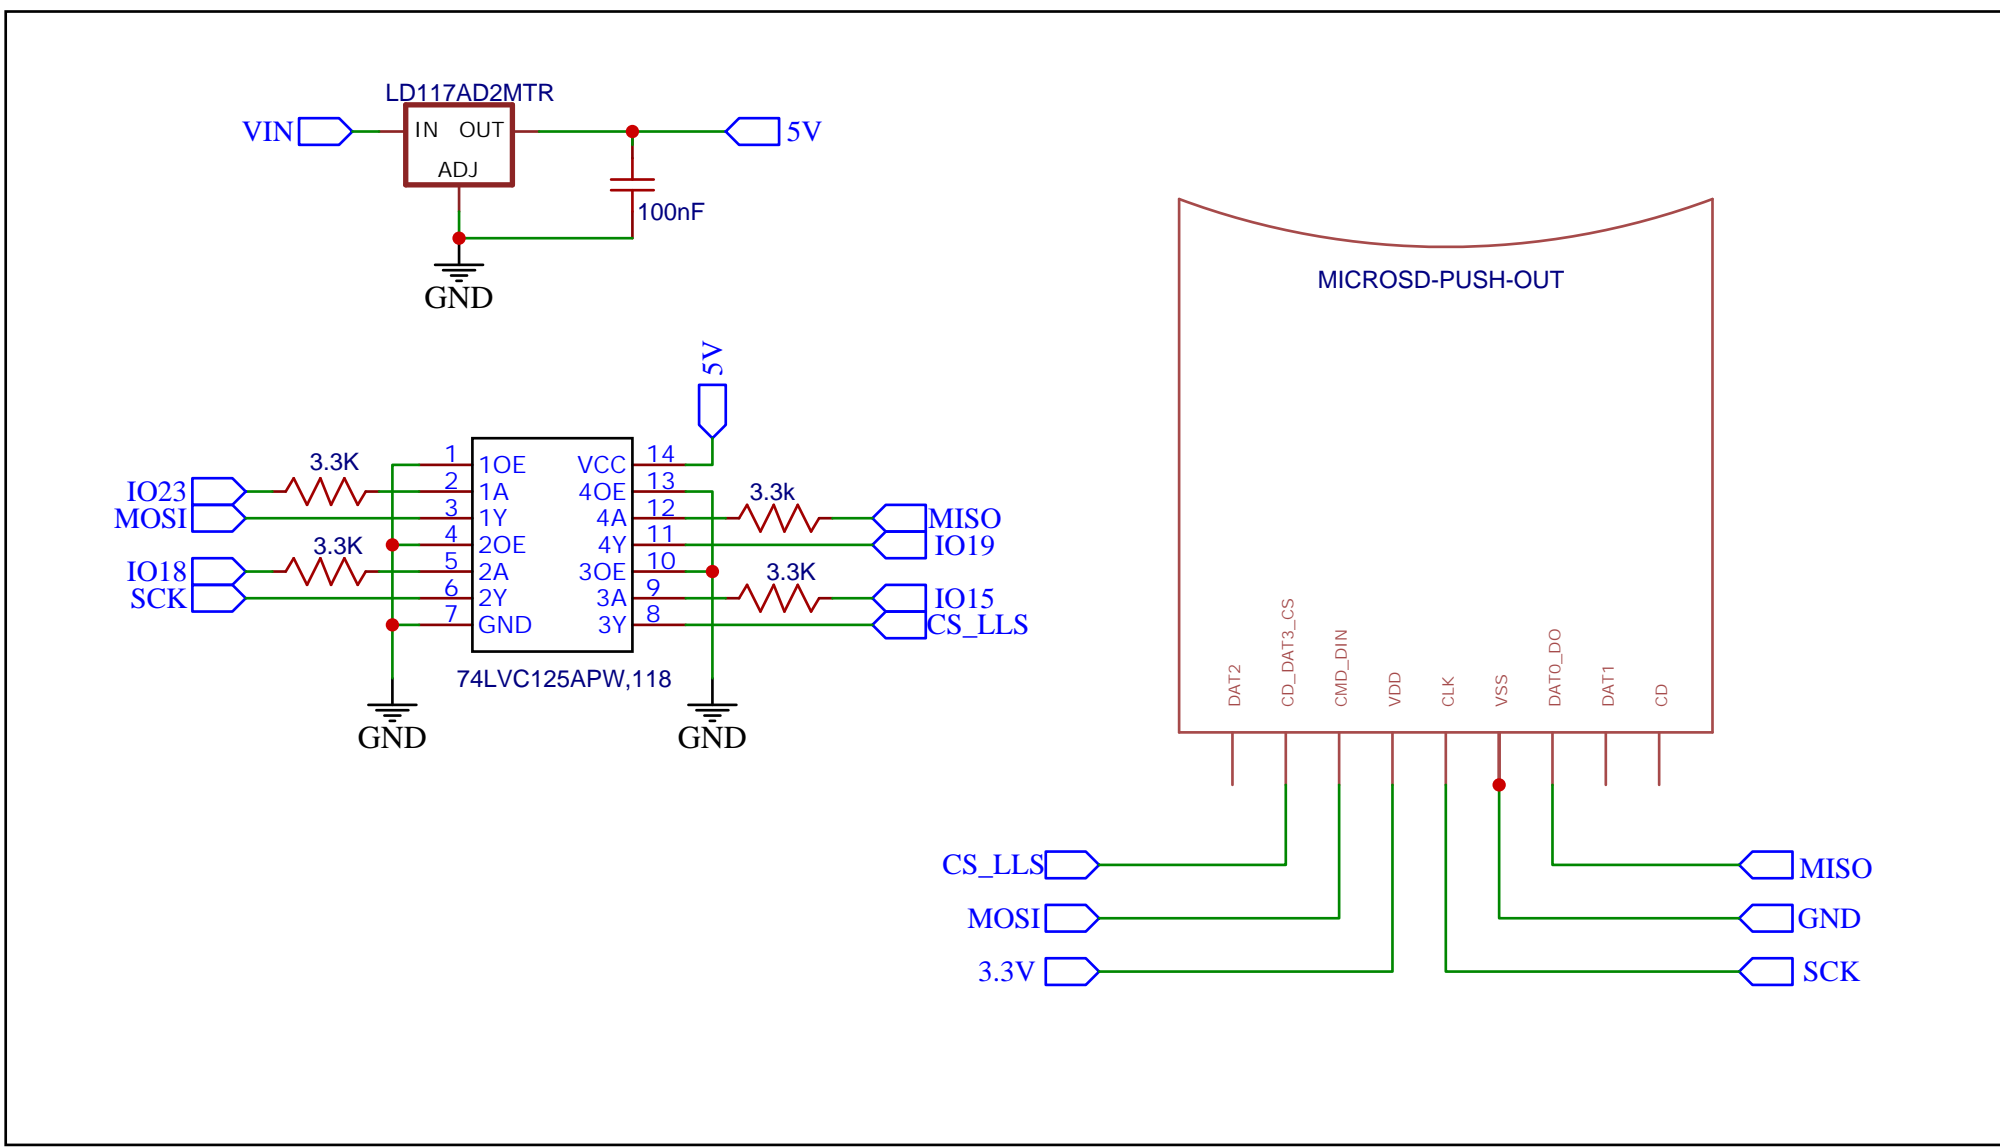 LD117AD2MTR
VIN
IN OUT
5V
ADJ
100nF
GND
5V
3.3K
IO23
MOSI
3.3K
IO18
SCK
1 1OE
2 1A
3 1Y
4 2OE
5 2A
6 2Y
7 GND
VCC 14
4OE 13
4A 12
4Y 11
3OE 10
3A 9
3Y 8
3.3k
MISO
IO19
3.3K
IO15
CS_LLS
74LVC125APW,118
GND
GND
MICROSD-PUSH-OUT
DAT2
CD_DAT3_CS
CMD_DIN
VDD
CLK
VSS
DAT0_DO
DAT1
CD
CS_LLS
MOSI
3.3V
MISO
GND
SCK